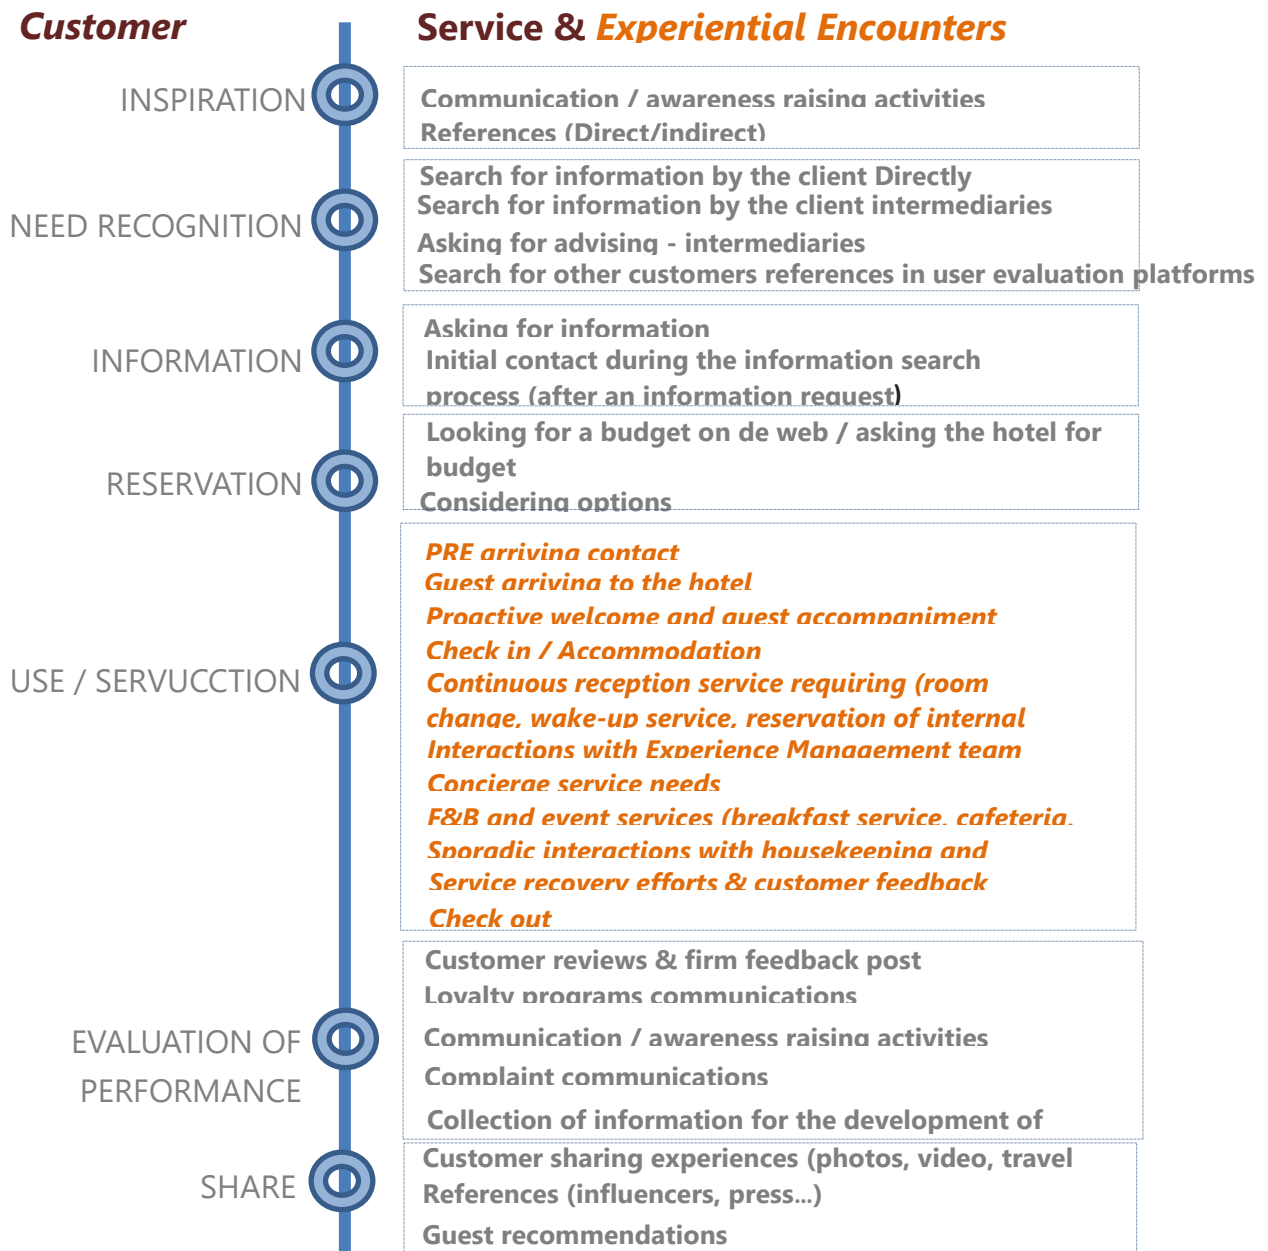 Customer
Service & Experiential Encounters
INSPIRATION
Communication / awareness raising activities
References (Direct/indirect)
NEED RECOGNITION
Search for information by the client Directly
Search for information by the client intermediaries
Asking for advising - intermediaries
Search for other customers references in user evaluation platforms
INFORMATION
Asking for information
Initial contact during the information search
process (after an information request)
RESERVATION
Looking for a budget on de web / asking the hotel for
budget
Considering options
USE / SERVUCCTION
PRE arriving contact
Guest arriving to the hotel
Proactive welcome and guest accompaniment
Check in / Accommodation
Continuous reception service requiring (room
change, wake-up service, reservation of internal
Interactions with Experience Management team
Concierge service needs
F&B and event services (breakfast service, cafeteria,
Sporadic interactions with housekeeping and
Service recovery efforts & customer feedback
Check out
EVALUATION OF
PERFORMANCE
Customer reviews & firm feedback post
Loyalty programs communications
Communication / awareness raising activities
Complaint communications
Collection of information for the development of
SHARE
Customer sharing experiences (photos, video, travel
References (influencers, press...)
Guest recommendations